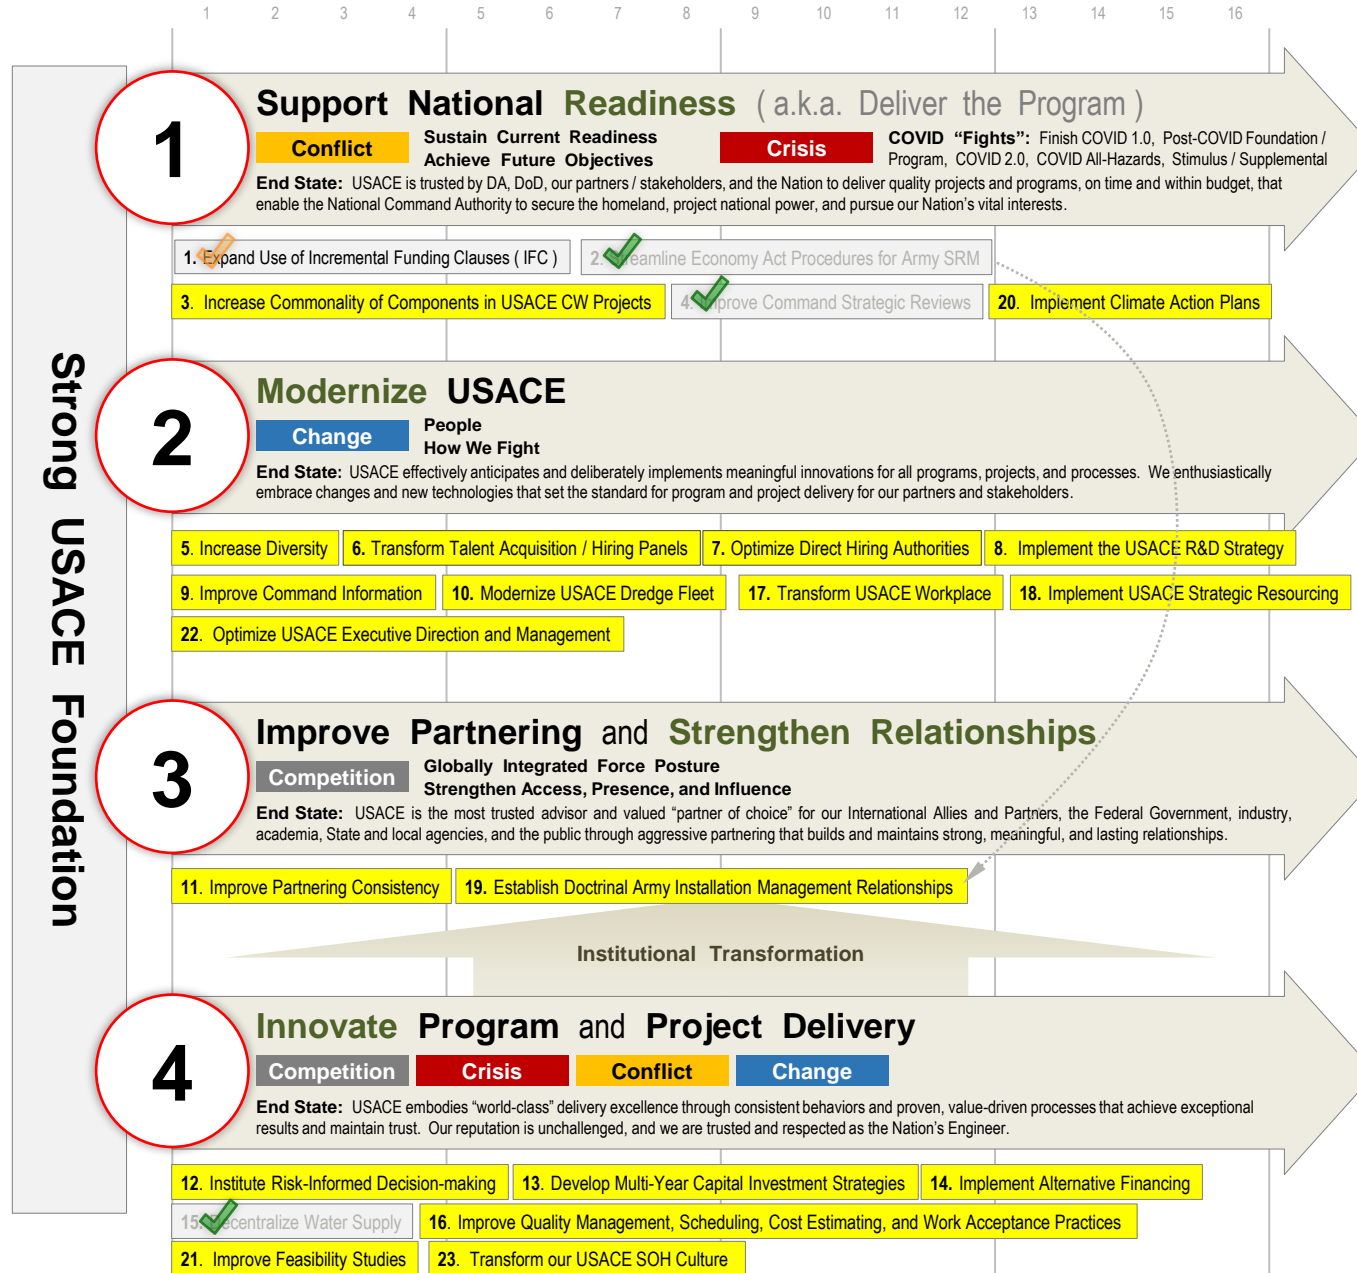 1 2 3 4 5 6 7 8 9 10 11 12 13 14 15 16
Strong USACE Foundation
1
Support National Readiness ( a.k.a. Deliver the Program )
Conflict
Sustain Current Readiness
Achieve Future Objectives
Crisis
COVID “Fights”: Finish COVID 1.0, Post-COVID Foundation /
Program, COVID 2.0, COVID All-Hazards, Stimulus / Supplemental
End State: USACE is trusted by DA, DoD, our partners / stakeholders, and the Nation to deliver quality projects and programs, on time and within budget, that
enable the National Command Authority to secure the homeland, project national power, and pursue our Nation’s vital interests.
1. Expand Use of Incremental Funding Clauses ( IFC )
2. Streamline Economy Act Procedures for Army SRM
3. Increase Commonality of Components in USACE CW Projects
4. Improve Command Strategic Reviews
20. Implement Climate Action Plans
2
Modernize USACE
Change
People
How We Fight
End State: USACE effectively anticipates and deliberately implements meaningful innovations for all programs, projects, and processes. We enthusiastically
embrace changes and new technologies that set the standard for program and project delivery for our partners and stakeholders.
5. Increase Diversity
6. Transform Talent Acquisition / Hiring Panels
7. Optimize Direct Hiring Authorities
8. Implement the USACE R&D Strategy
9. Improve Command Information
10. Modernize USACE Dredge Fleet
17. Transform USACE Workplace
18. Implement USACE Strategic Resourcing
22. Optimize USACE Executive Direction and Management
3
Improve Partnering and Strengthen Relationships
Competition
Globally Integrated Force Posture
Strengthen Access, Presence, and Influence
End State: USACE is the most trusted advisor and valued “partner of choice” for our International Allies and Partners, the Federal Government, industry,
academia, State and local agencies, and the public through aggressive partnering that builds and maintains strong, meaningful, and lasting relationships.
11. Improve Partnering Consistency
19. Establish Doctrinal Army Installation Management Relationships
Institutional Transformation
4
Innovate Program and Project Delivery
Competition
Crisis
Conflict
Change
End State: USACE embodies “world-class” delivery excellence through consistent behaviors and proven, value-driven processes that achieve exceptional
results and maintain trust. Our reputation is unchallenged, and we are trusted and respected as the Nation’s Engineer.
12. Institute Risk-Informed Decision-making
13. Develop Multi-Year Capital Investment Strategies
14. Implement Alternative Financing
15. Decentralize Water Supply
16. Improve Quality Management, Scheduling, Cost Estimating, and Work Acceptance Practices
21. Improve Feasibility Studies
23. Transform our USACE SOH Culture